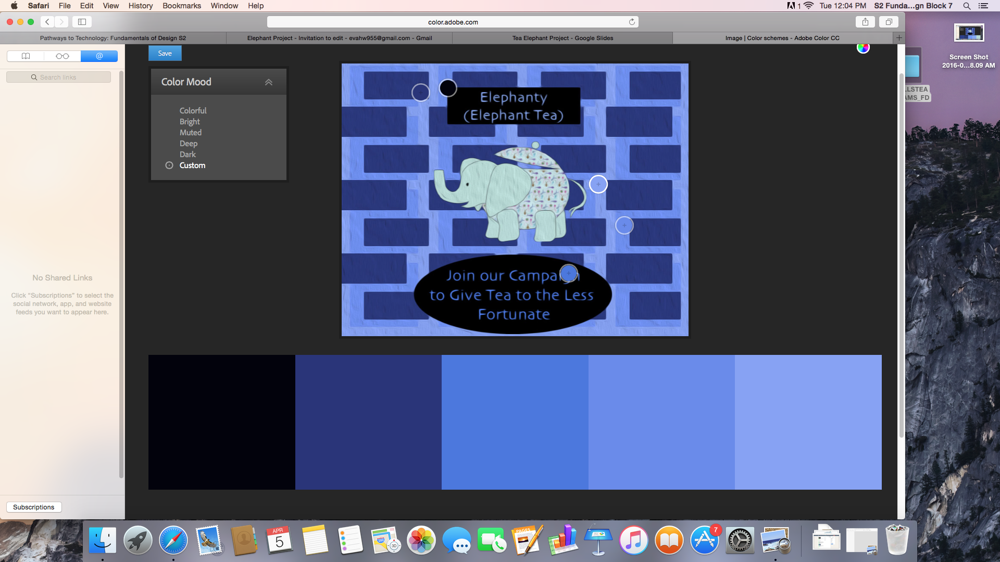 Safari File Edit View History Bookmarks Window Help
1 Tue 12:04 PM S2 Funda...gn Block 7
color.adobe.com
Pathways to Technology: Fundamentals of Design S2
Elephant Project - Invitation to edit - evahw955@gmail.com - Gmail
Tea Elephant Project - Google Slides
Image | Color schemes - Adobe Color CC
Search links
No Shared Links
Click “Subscriptions” to select the
social network, app, and website
feeds you want to appear here.
Subscriptions
Save
Color Mood
Colorful
Bright
Muted
Deep
Dark
Custom
Elephanty
(Elephant Tea)
Join our
to Give Tea to the Less
Fortunate
Screen Shot
2016-0...8.09 AM
LLSTEA
AMS_FD
APR
5
PAGES
280
3D
7